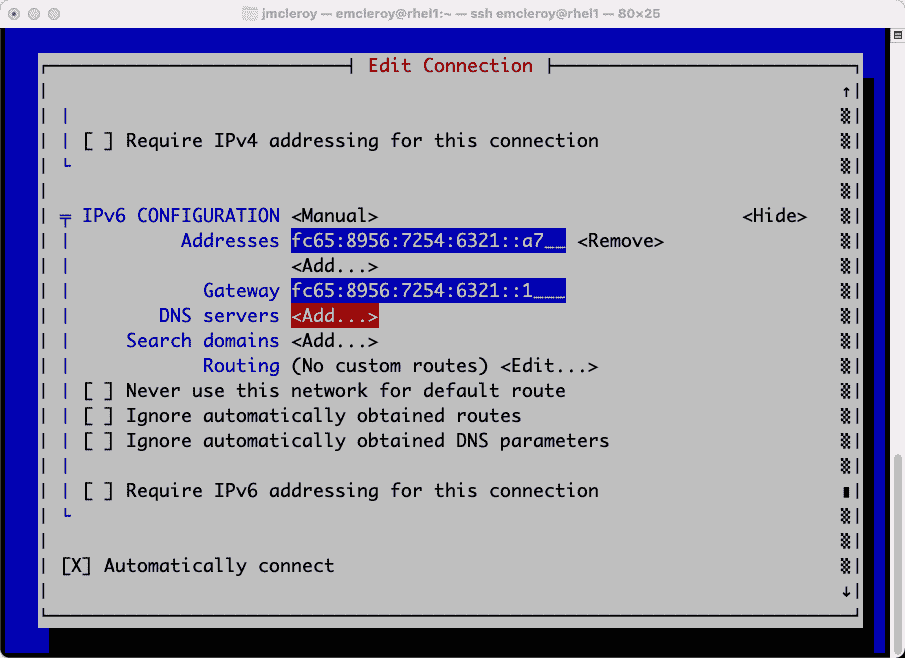 jmcleroy — emcleroy@rhel1:~ — ssh emcleroy@rhel1 — 80×25
Edit Connection
[ ] Require IPv4 addressing for this connection
IPv6 CONFIGURATION <Manual> <Hide>
Addresses fc65:8956:7254:6321::a7__ <Remove>
<Add...>
Gateway fc65:8956:7254:6321::1___
DNS servers <Add...>
Search domains <Add...>
Routing (No custom routes) <Edit...>
[ ] Never use this network for default route
[ ] Ignore automatically obtained routes
[ ] Ignore automatically obtained DNS parameters
[ ] Require IPv6 addressing for this connection
[X] Automatically connect